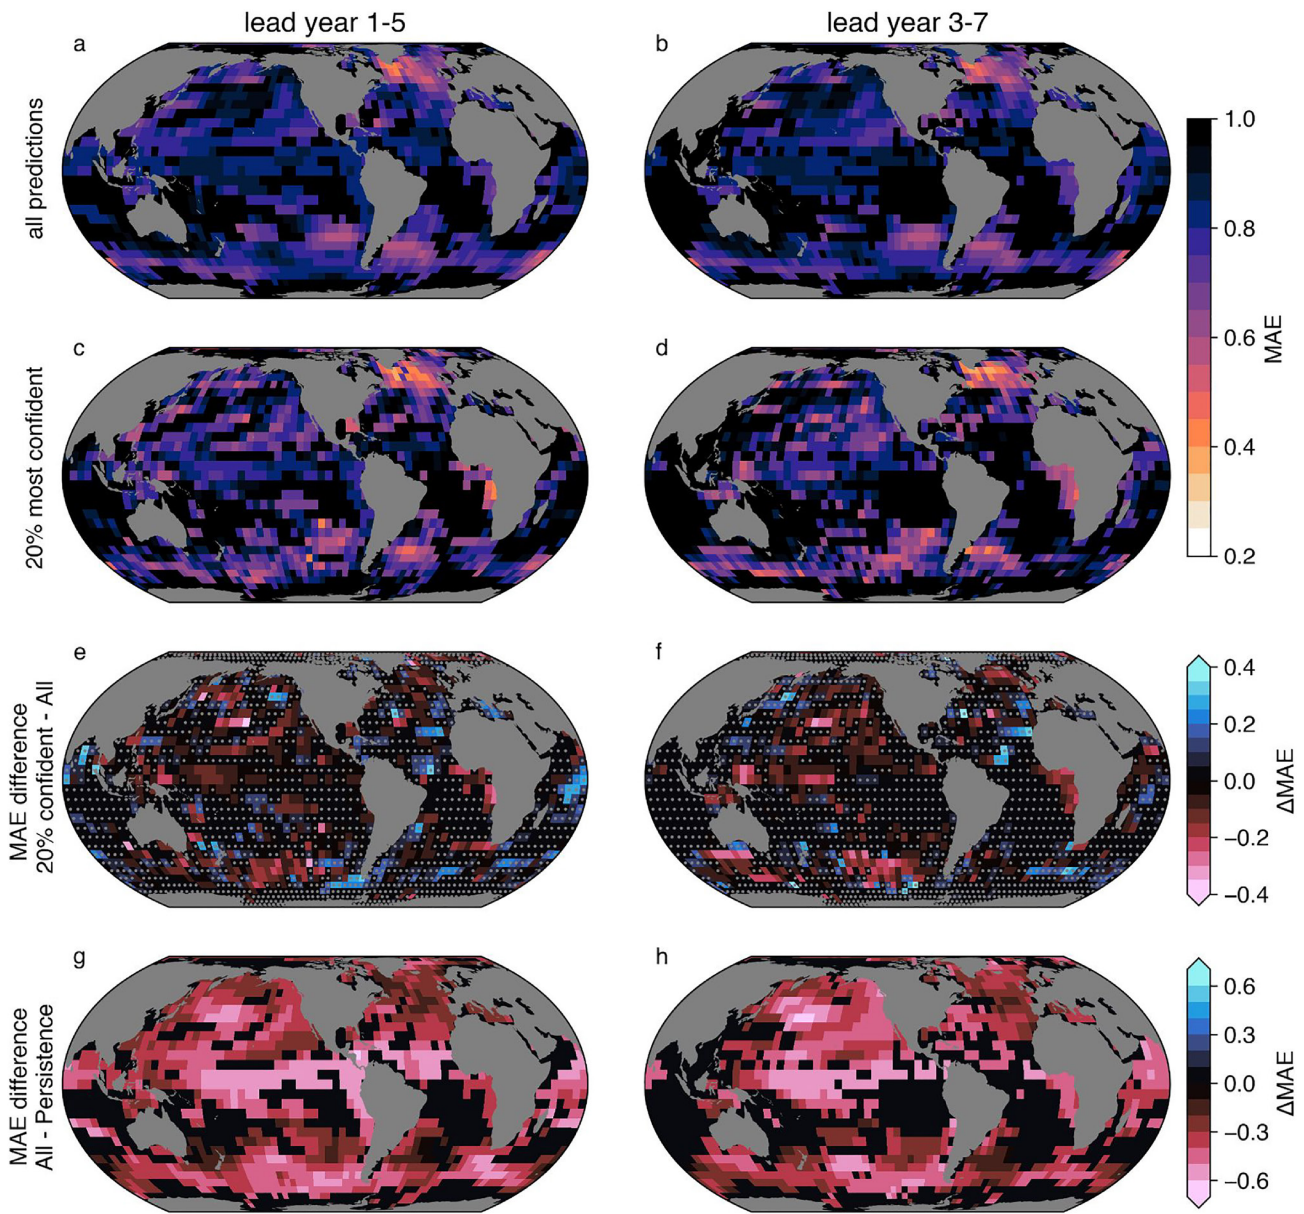 lead year 1-5
lead year 3-7
a
b
all predictions
1.0
0.8
0.6
0.4
0.2
MAE
c
d
20% most confident
e
f
MAE difference
20% confident - All
0.4
0.2
0.0
−0.2
−0.4
ΔMAE
g
h
MAE difference
All - Persistence
0.6
0.3
0.0
−0.3
−0.6
ΔMAE